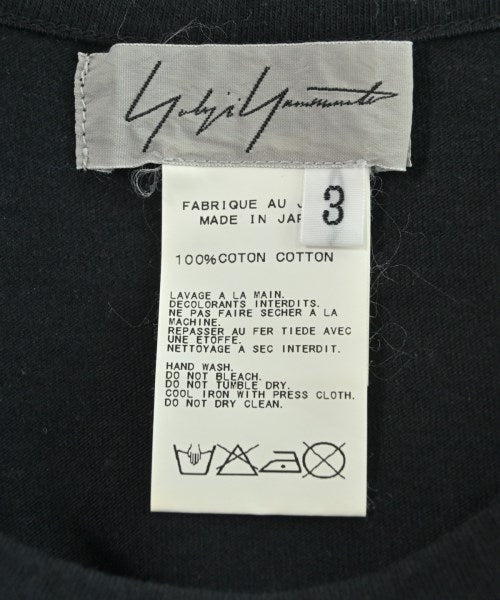 Yohji Yamamoto
3
FABRIQUE AU
MADE IN
100%COTON COTTON
LAVAGE A LA MAIN.
DECOLORANTS INTERDITS.
NE PAS FAIRE SECHER A LA
MACHINE.
REPASSER AU FER TIEDE AVEC
UNE ETOFFE.
NETTOYAGE A SEC INTERDIT.
HAND WASH.
DO NOT BLEACH.
DO NOT TUMBLE DRY.
COOL IRON WITH PRESS CLOTH.
DO NOT DRY CLEAN.